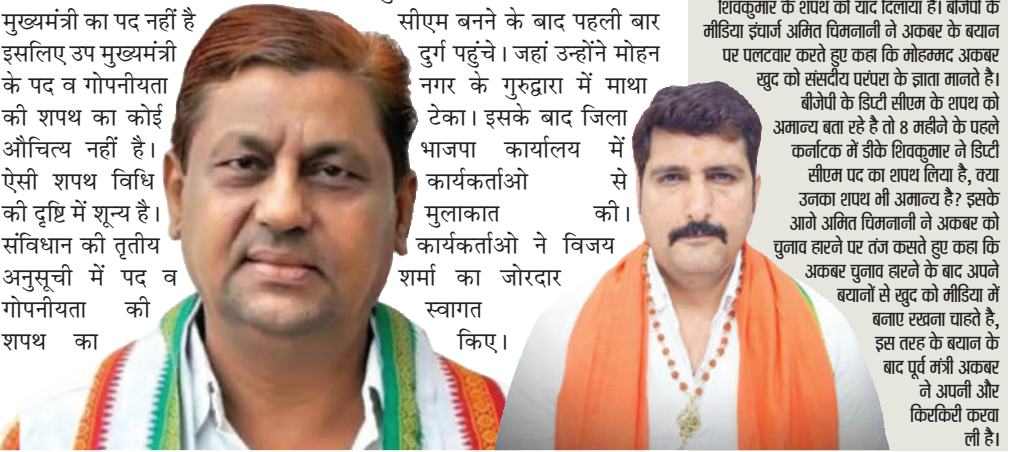 मुख्यमंत्री का पद नहीं है
इसलिए उप मुख्यमंत्री
के पद व गोपनीयता
की शपथ का कोई
औचित्य नहीं है।
ऐसी शपथ विधि
की दृष्टि में शून्य है।
संविधान की तृतीय
अनुसूची में पद व
गोपनीयता की
शपथ का
सीएम बनने के बाद पहली बार
दुर्ग पहुंचे। जहां उन्होंने मोहन
नगर के गुरुद्वारा में माथा
टेका। इसके बाद जिला
भाजपा कार्यालय में
कार्यकर्ताओ से
मुलाकात की।
कार्यकर्ताओ ने विजय
शर्मा का जोरदार
स्वागत
किए।
शिवकुमार के शपथ को याद दिलाया है। बीजेपी के
मीडिया इंचार्ज अमित चिमनानी ने अकबर के बयान
पर पलटवार करते हुए कहा कि मोहम्मद अकबर
खुद को संसदीय परंपरा के ज्ञाता मानते है।
बीजेपी के डिप्टी सीएम के शपथ को
अमान्य बता रहे है तो 8 महीने के पहले
कर्नाटक में डीके शिवकुमार ने डिप्टी
सीएम पद का शपथ लिया है, क्या
उनका शपथ भी अमान्य है? इसके
आगे अमित चिमनानी ने अकबर को
चुनाव हारने पर तंज कसते हुए कहा कि
अकबर चुनाव हारने के बाद अपने
बयानों से खुद को मीडिया में
बनाए रखना चाहते है,
इस तरह के बयान के
बाद पूर्व मंत्री अकबर
ने अपनी और
किरकिरी करवा
ली है।